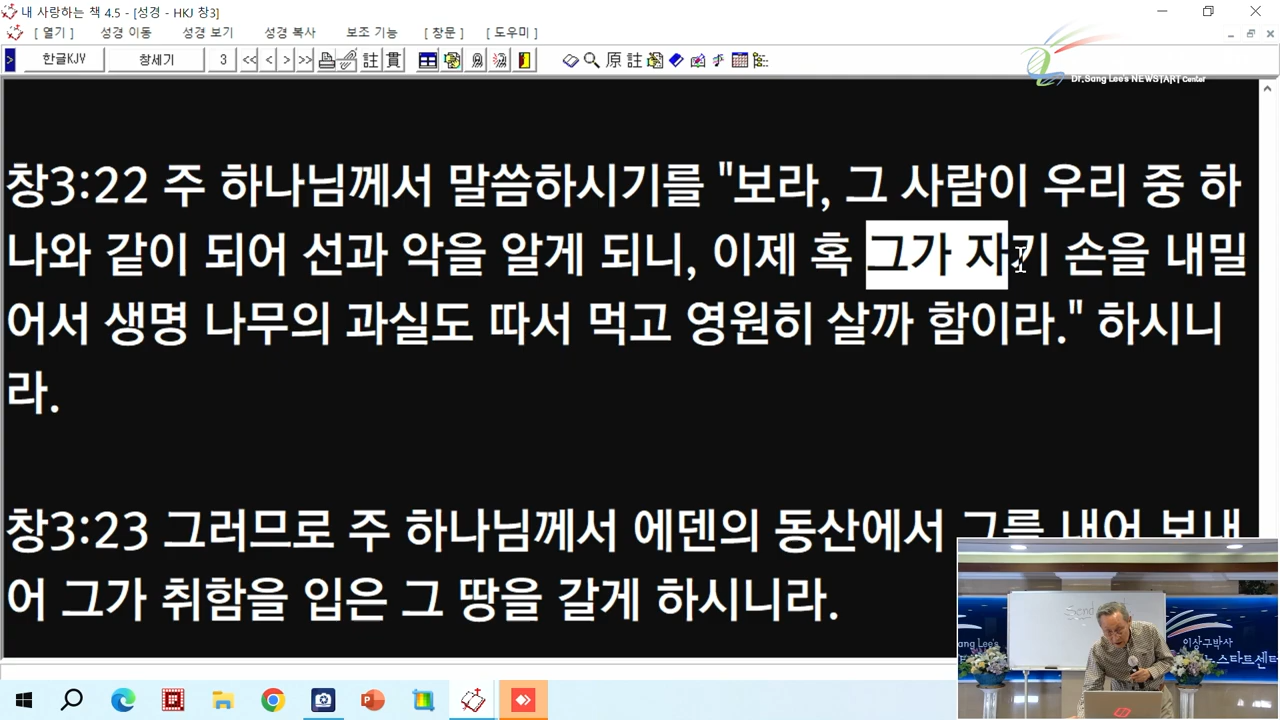 내 사랑하는 책 4.5 - [성경 - HKJ 창3]
[ 열기 ] 성경 이동 성경 보기 성경 복사 보조 기능 [ 창문 ] [ 도우미 ]
한글KJV 창세기 3 << < > >> 註 貫 原 註
Dr.Sang Lee's NEWSTART Center
창3:22 주 하나님께서 말씀하시기를 "보라, 그 사람이 우리 중 하
나와 같이 되어 선과 악을 알게 되니, 이제 혹 그가 자기 손을 내밀
어서 생명 나무의 과실도 따서 먹고 영원히 살까 함이라." 하시니
라.
창3:23 그러므로 주 하나님께서 에덴의 동산에서 그를 내어 보내
어 그가 취함을 입은 그 땅을 갈게 하시니라.
ang Lee's
이상구박사
뉴스타트센터